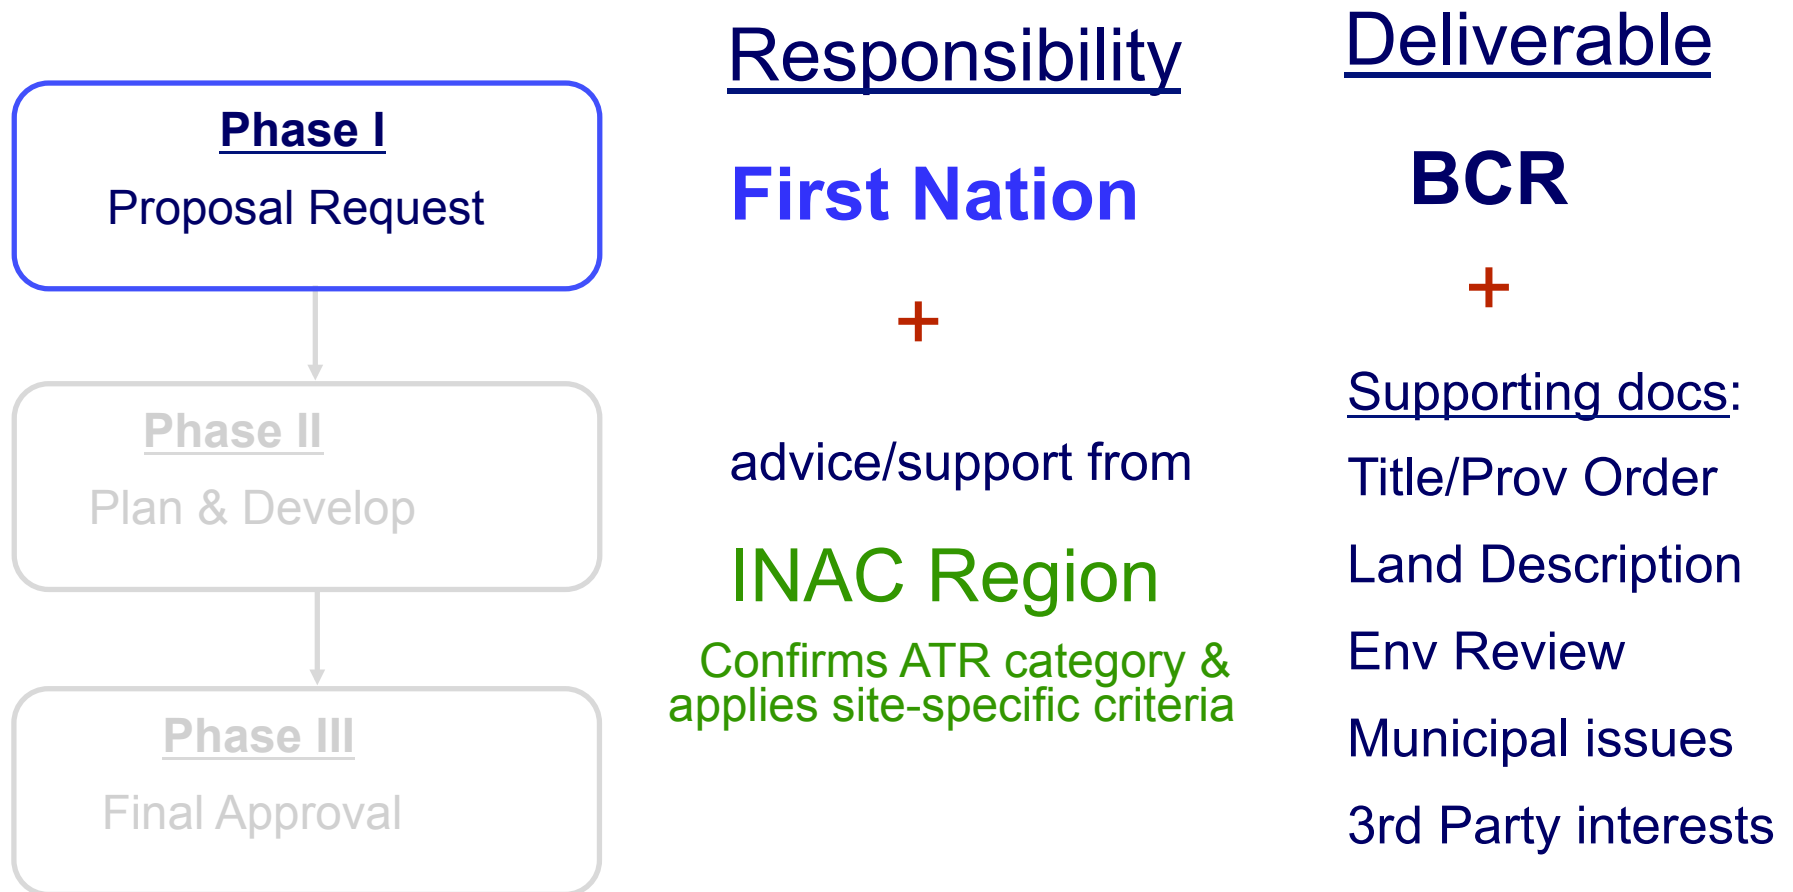 Phase I
Proposal Request
Phase II
Plan & Develop
Phase III
Final Approval
Responsibility
First Nation
+
advice/support from
INAC Region
Confirms ATR category &
applies site-specific criteria
Deliverable
BCR
+
Supporting docs:
Title/Prov Order
Land Description
Env Review
Municipal issues
3rd Party interests